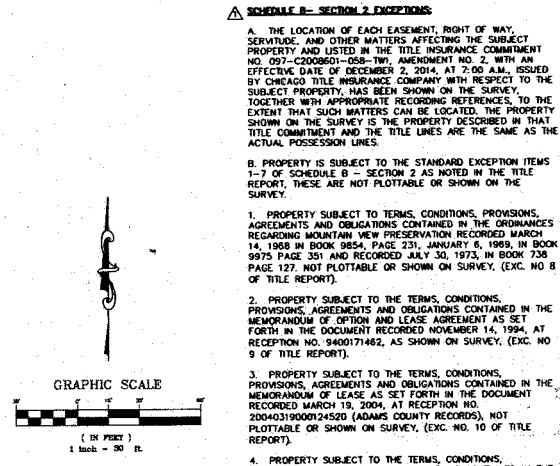 SCHEDULE B- SECTION 2 EXCEPTIONS:
A. THE LOCATION OF EACH EASEMENT, RIGHT OF WAY,
SERVITUDE, AND OTHER MATTERS AFFECTING THE SUBJECT
PROPERTY AND LISTED IN THE TITLE INSURANCE COMMITMENT
NO. 097-C2008601-058-TW1, AMENDMENT NO. 2, WITH AN
EFFECTIVE DATE OF DECEMBER 2, 2014, AT 7:00 A.M., ISSUED
BY CHICAGO TITLE INSURANCE COMPANY WITH RESPECT TO THE
SUBJECT PROPERTY, HAS BEEN SHOWN ON THE SURVEY,
TOGETHER WITH APPROPRIATE RECORDING REFERENCES, TO THE
EXTENT THAT SUCH MATTERS CAN BE LOCATED. THE PROPERTY
SHOWN ON THE SURVEY IS THE PROPERTY DESCRIBED IN THAT
TITLE COMMITMENT AND THE TITLE LINES ARE THE SAME AS THE
ACTUAL POSSESSION LINES.
B. PROPERTY IS SUBJECT TO THE STANDARD EXCEPTION ITEMS
1-7 OF SCHEDULE B - SECTION 2 AS NOTED IN THE TITLE
REPORT, THESE ARE NOT PLOTTABLE OR SHOWN ON THE
SURVEY.
1. PROPERTY SUBJECT TO TERMS, CONDITIONS, PROVISIONS,
AGREEMENTS AND OBLIGATIONS CONTAINED IN THE ORDINANCES
REGARDING MOUNTAIN VIEW PRESERVATION RECORDED MARCH
14, 1968 IN BOOK 9854, PAGE 231, JANUARY 6, 1969, IN BOOK
9975 PAGE 351 AND RECORDED JULY 30, 1973, IN BOOK 738
PAGE 127. NOT PLOTTABLE OR SHOWN ON SURVEY, (EXC. NO 8
OF TITLE REPORT).
2. PROPERTY SUBJECT TO THE TERMS, CONDITIONS,
PROVISIONS, AGREEMENTS AND OBLIGATIONS CONTAINED IN THE
MEMORANDUM OF OPTION AND LEASE AGREEMENT AS SET
FORTH IN THE DOCUMENT RECORDED NOVEMBER 14, 1994, AT
RECEPTION NO. 9400171462, AS SHOWN ON SURVEY, (EXC. NO
9 OF TITLE REPORT).
3. PROPERTY SUBJECT TO THE TERMS, CONDITIONS,
PROVISIONS, AGREEMENTS AND OBLIGATIONS CONTAINED IN THE
MEMORANDUM OF LEASE AS SET FORTH IN THE DOCUMENT
RECORDED MARCH 19, 2004, AT RECEPTION NO.
20040319000124520 (ADAMS COUNTY RECORDS), NOT
PLOTTABLE OR SHOWN ON SURVEY, (EXC. NO. 10 OF TITLE
REPORT).
4. PROPERTY SUBJECT TO THE TERMS, CONDITIONS,
GRAPHIC SCALE
30' 0' 15' 30' 60'
( IN FEET )
1 inch = 30 ft.